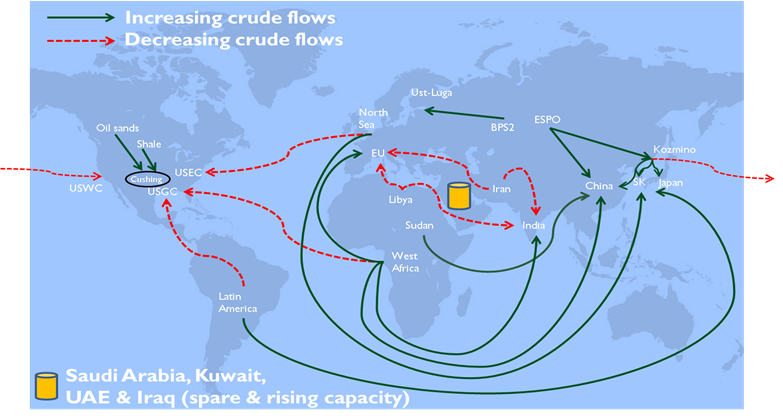 Increasing crude flows
Decreasing crude flows
Ust-Luga
North
Sea
BPS2
ESPO
Oil sands
Shale
Kozmino
EU
USEC
Cushing
USWC
USGC
Iran
China
SK
Japan
Libya
Sudan
India
West
Africa
Latin
America
Saudi Arabia, Kuwait,
UAE & Iraq (spare & rising capacity)